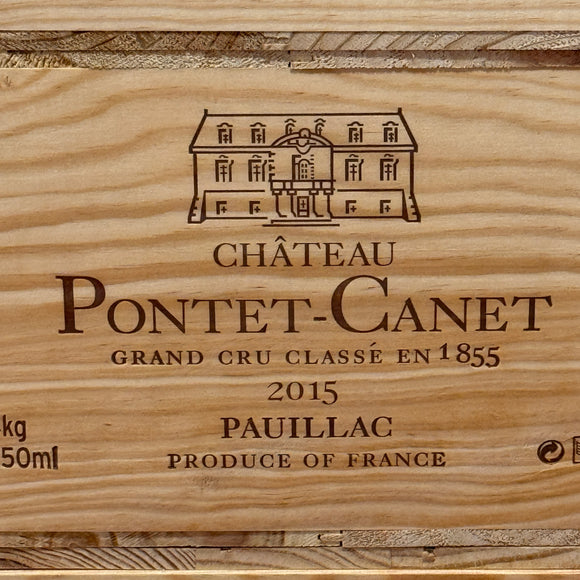 CHÂTEAU
PONTET-CANET
GRAND CRU CLASSÉ EN 1855
2015
PAUILLAC
PRODUCE OF FRANCE
kg
50ml